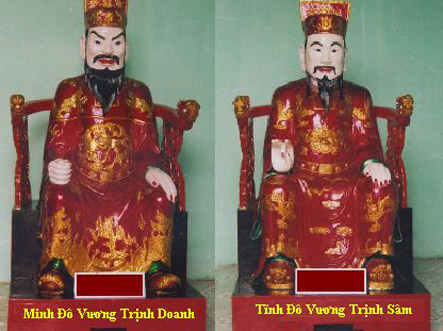 Minh Đô Vương Trịnh Doanh
Tĩnh Đô Vương Trịnh Sâm